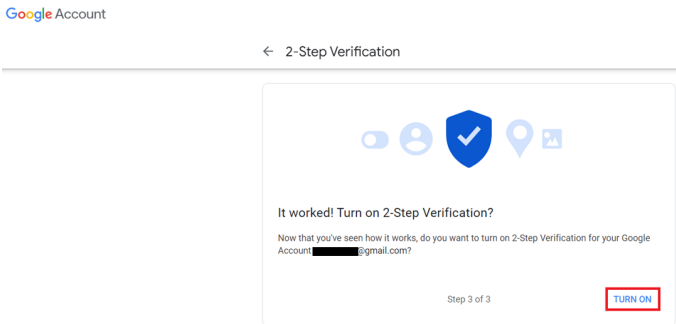 Google Account
2-Step Verification
It worked! Turn on 2-Step Verification?
Now that you've seen how it works, do you want to turn on 2-Step Verification for your Google
Account @gmail.com?
Step 3 of 3
TURN ON